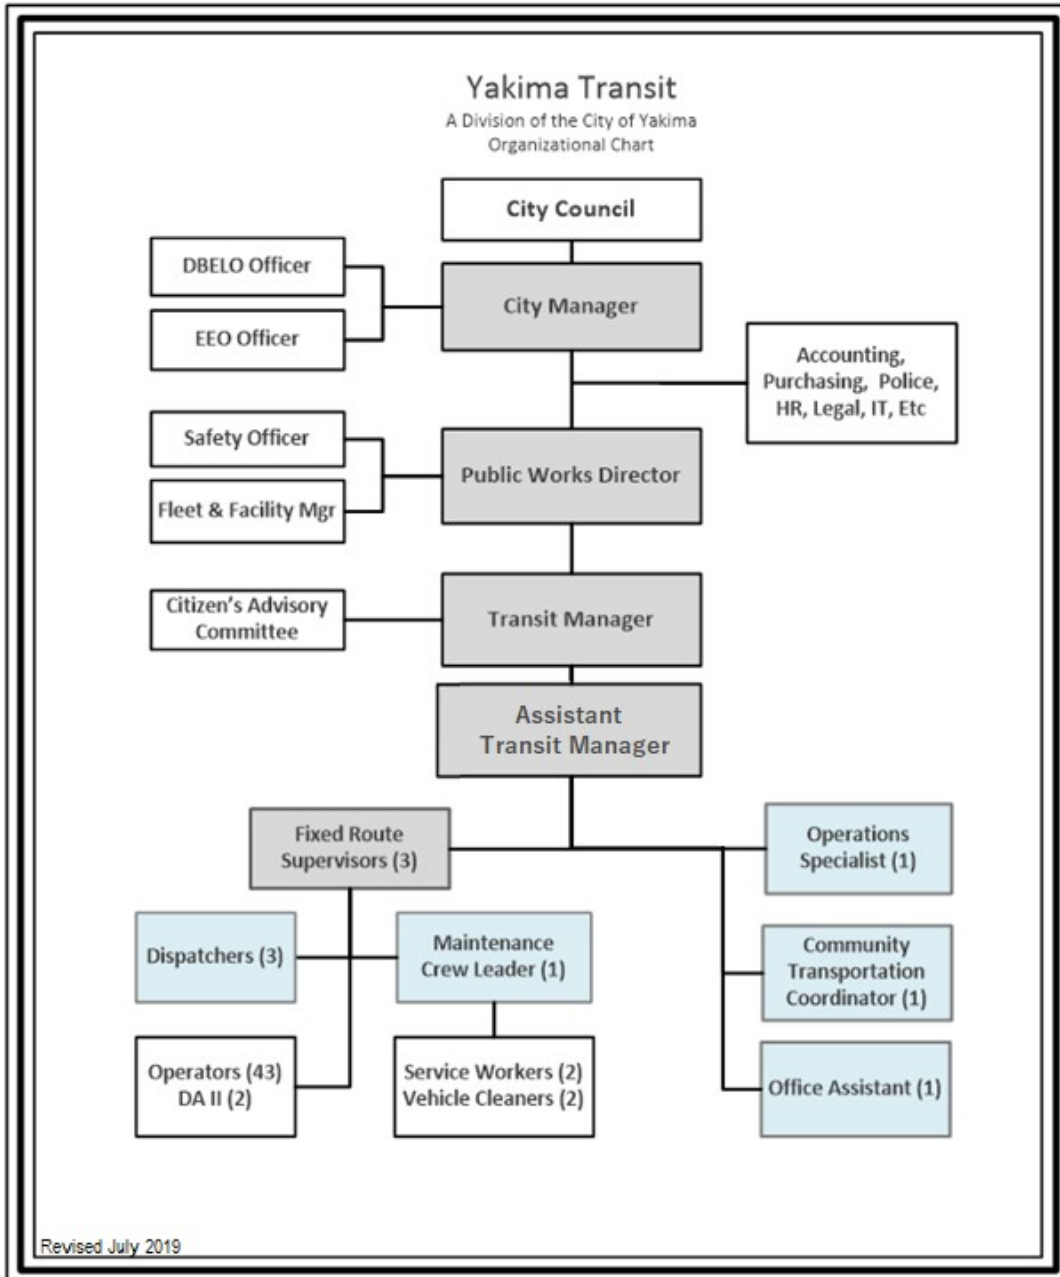 Yakima Transit
A Division of the City of Yakima
Organizational Chart
City Council
DBELO Officer
City Manager
EEO Officer
Accounting,
Purchasing, Police,
HR, Legal, IT, Etc
Safety Officer
Public Works Director
Fleet & Facility Mgr
Citizen's Advisory
Committee
Transit Manager
Assistant
Transit Manager
Fixed Route
Supervisors (3)
Operations
Specialist (1)
Dispatchers (3)
Maintenance
Crew Leader (1)
Community
Transportation
Coordinator (1)
Operators (43)
DA II (2)
Service Workers (2)
Vehicle Cleaners (2)
Office Assistant (1)
Revised July 2019